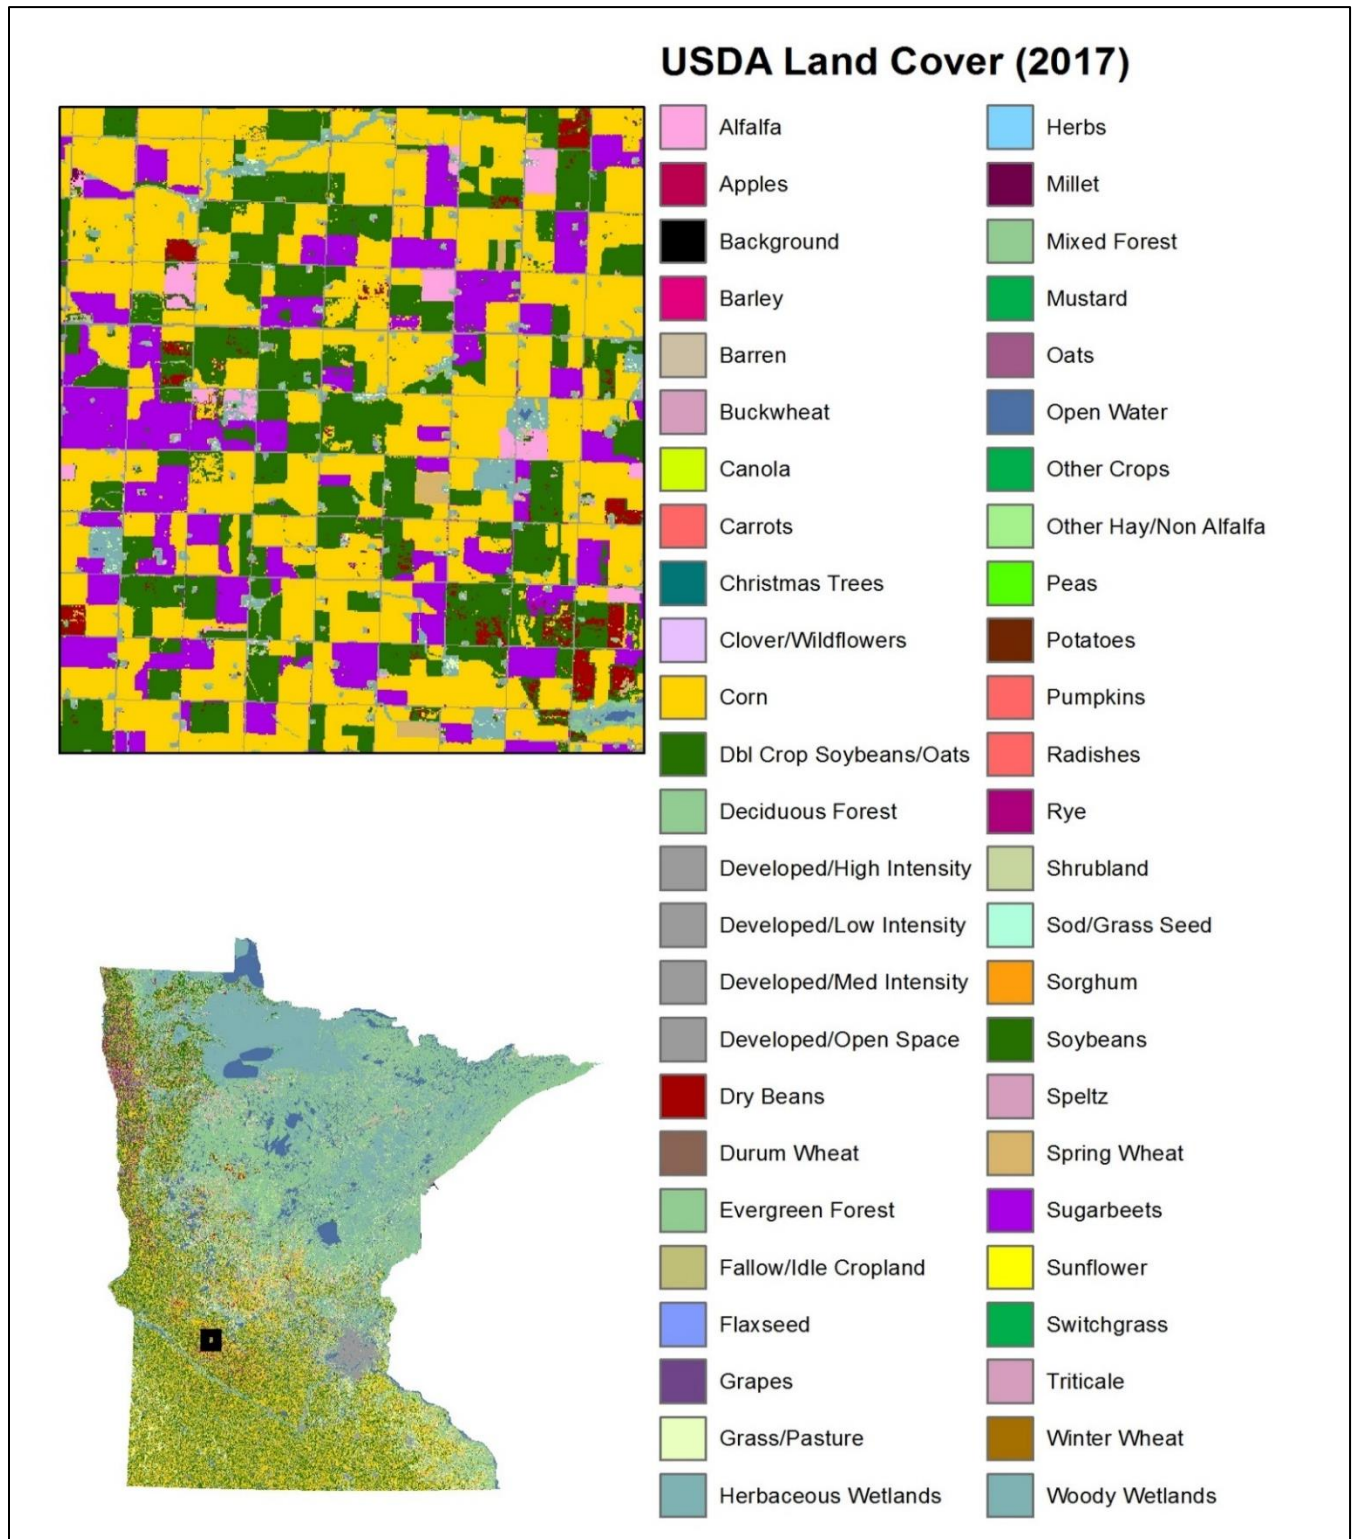 USDA Land Cover (2017)
Alfalfa
Apples
Background
Barley
Barren
Buckwheat
Canola
Carrots
Christmas Trees
Clover/Wildflowers
Corn
Dbl Crop Soybeans/Oats
Deciduous Forest
Developed/High Intensity
Developed/Low Intensity
Developed/Med Intensity
Developed/Open Space
Dry Beans
Durum Wheat
Evergreen Forest
Fallow/Idle Cropland
Flaxseed
Grapes
Grass/Pasture
Herbaceous Wetlands
Herbs
Millet
Mixed Forest
Mustard
Oats
Open Water
Other Crops
Other Hay/Non Alfalfa
Peas
Potatoes
Pumpkins
Radishes
Rye
Shrubland
Sod/Grass Seed
Sorghum
Soybeans
Speltz
Spring Wheat
Sugarbeets
Sunflower
Switchgrass
Triticale
Winter Wheat
Woody Wetlands